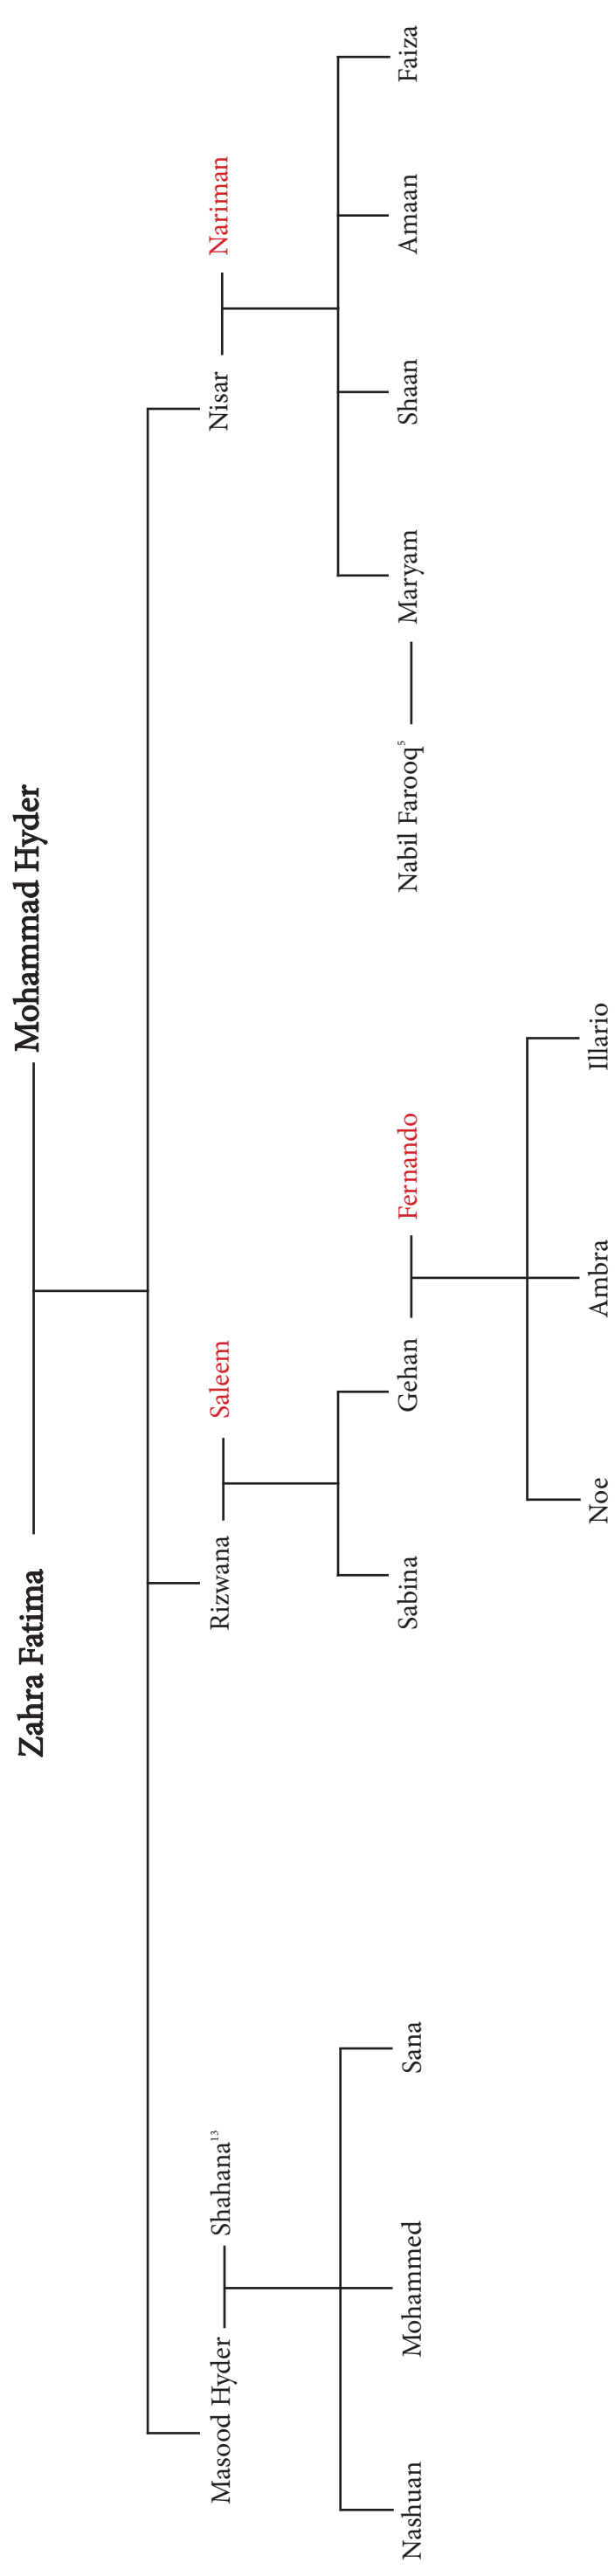 Zahra Fatima
Mohammad Hyder
Masood Hyder
Shahana¹³
Rizwana
Saleem
Nisar
Nariman
Nashuan
Mohammed
Sana
Sabina
Gehan
Fernando
Nabil Farooq⁵
Maryam
Shaan
Amaan
Faiza
Noe
Ambra
Illario